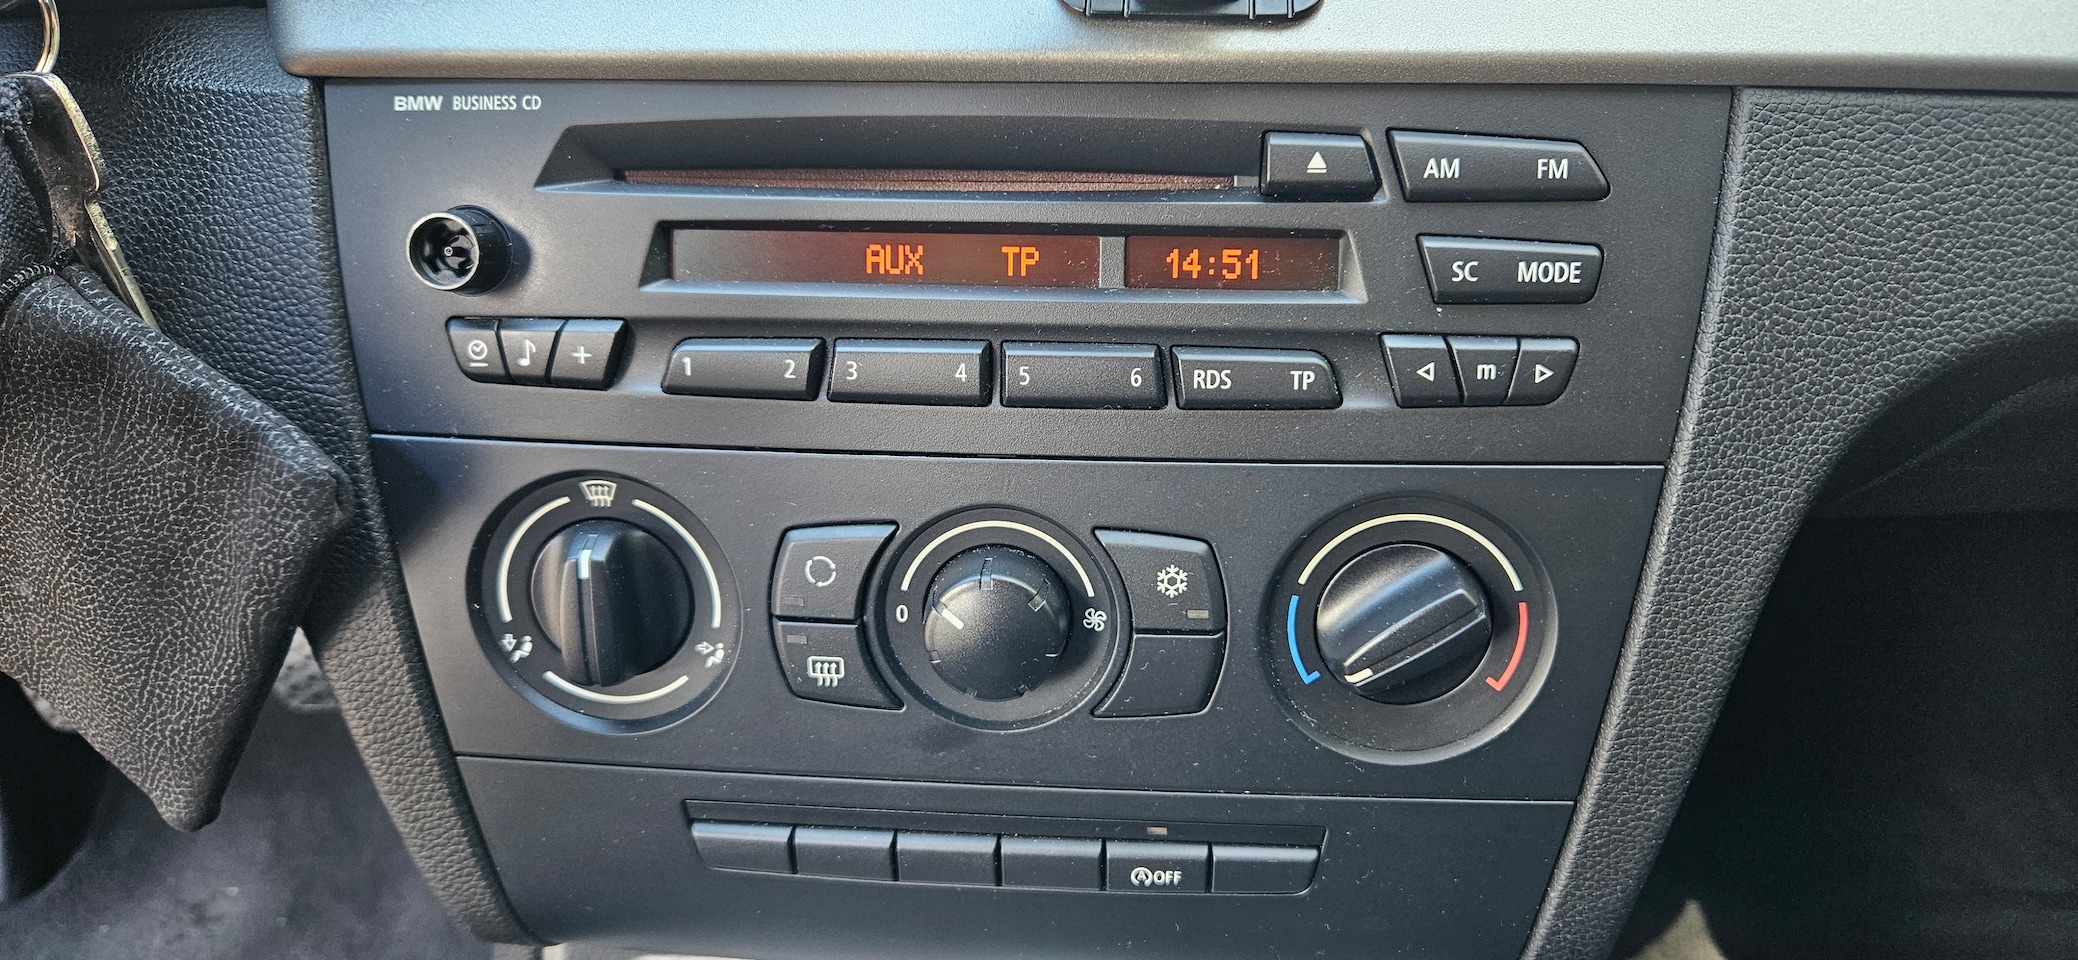 BMW BUSINESS CD
AM FM
AUX TP 14:51
SC MODE
1 2 3 4 5 6 RDS TP m
0
OFF